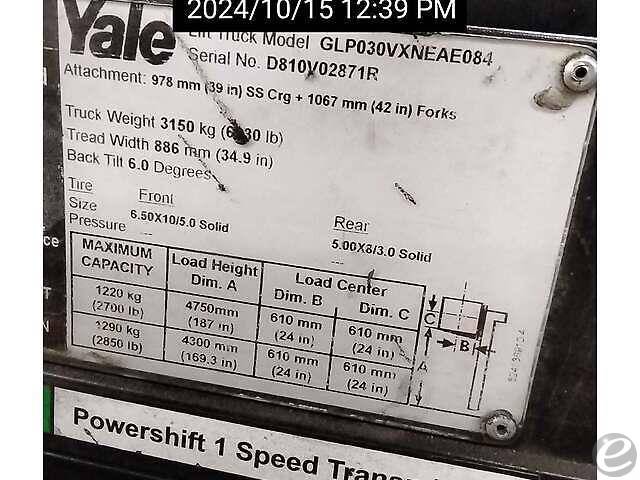 2024/10/15 12:39 PM
Yale
Lift Truck Model GLP030VXNEAE084
Serial No. D810V02871R
Attachment: 978 mm (39 in) SS Crg + 1067 mm (42 in) Forks
Truck Weight 3150 kg ( 30 lb)
Tread Width 886 mm (34.9 in)
Back Tilt 6.0 Degrees
Tire Front Rear
Size 6.50X10/5.0 Solid 5.00X8/3.0 Solid
Pressure --- ---
MAXIMUM CAPACITY Load Height Dim. A Load Center Dim. B Dim. C
1220 kg (2700 lb) 4750mm (187 in) 610 mm (24 in) 610 mm (24 in)
1290 kg (2850 lb) 4300 mm (169.3 in) 610 mm (24 in) 610 mm (24 in)
C
B
A
Powershift 1 Speed
e